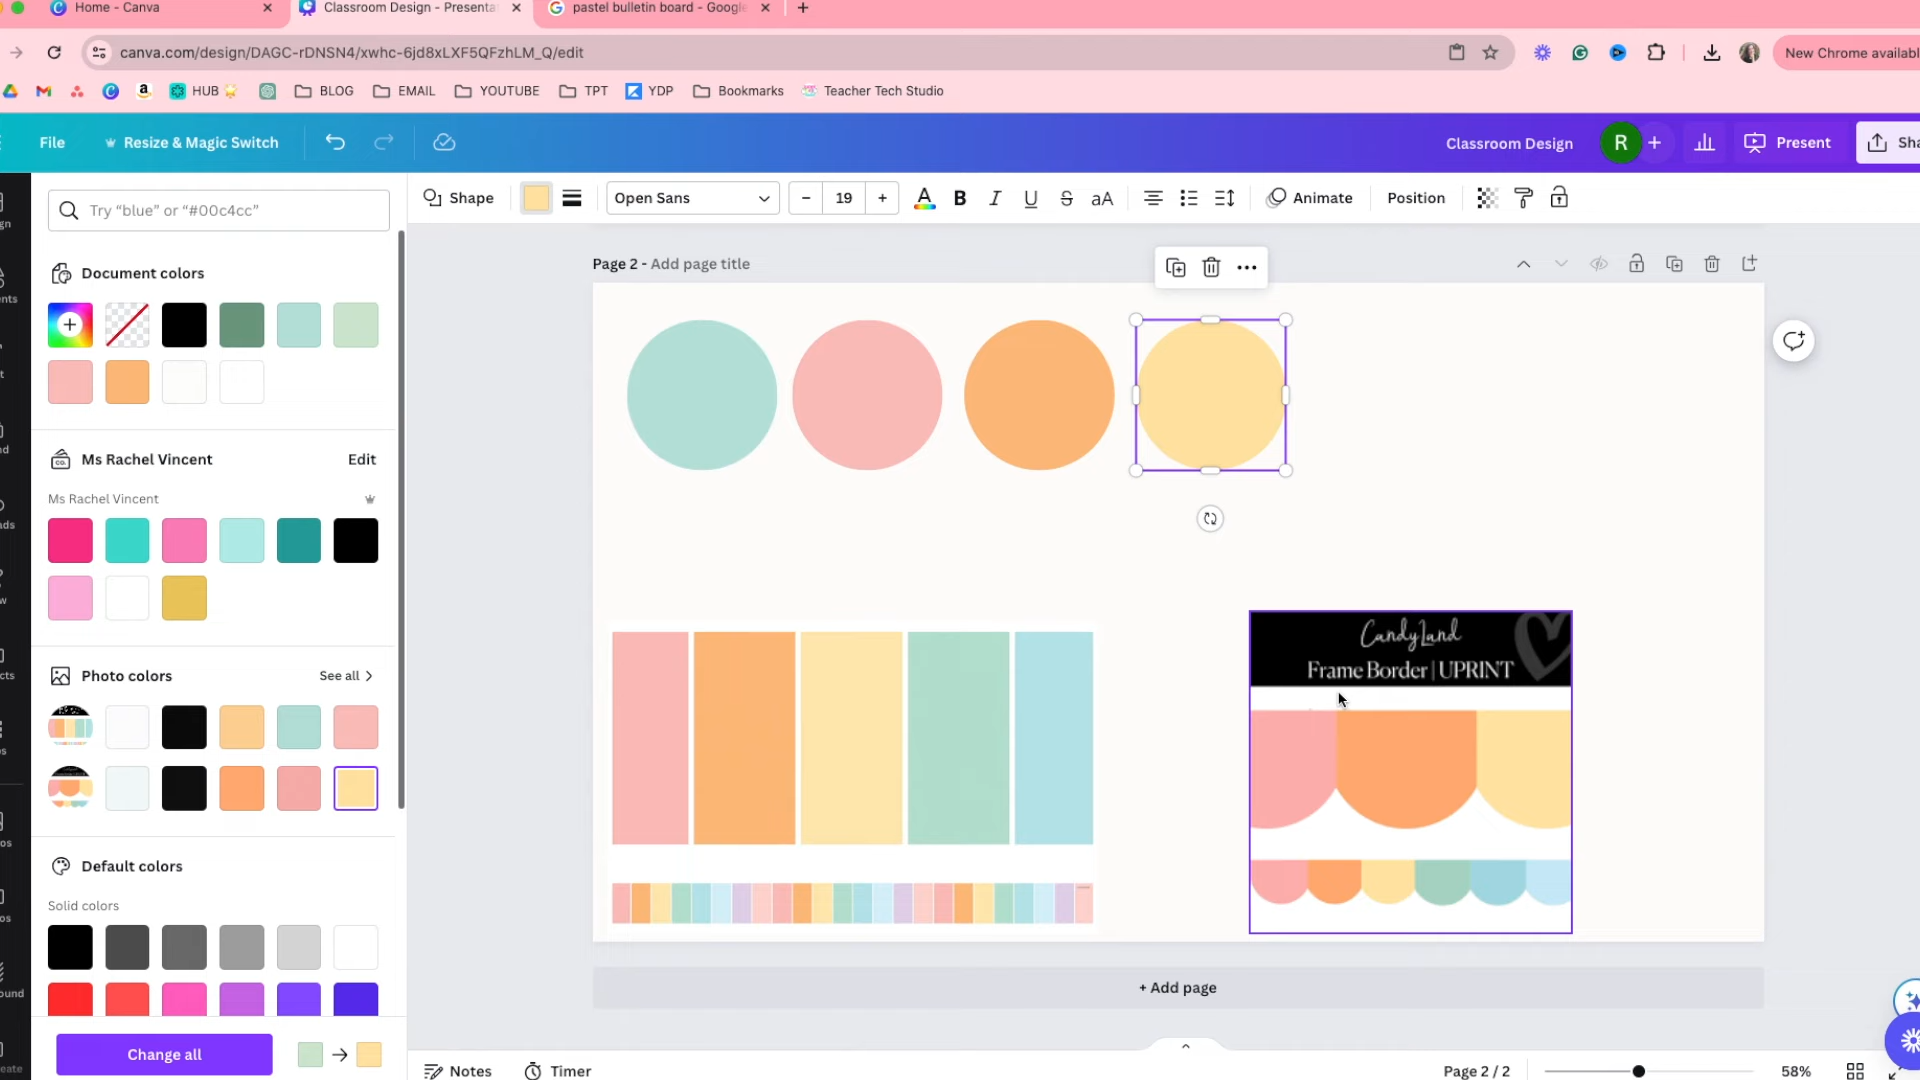 Home - Canva
Classroom Design - Presenta
pastel bulletin board - Google
canva.com/design/DAGC-rDNSN4/xwhc-6jd8xLXF5QFzhLM_Q/edit
New Chrome availabl
HUB
BLOG
EMAIL
YOUTUBE
TPT
YDP
Bookmarks
Teacher Tech Studio
File
Resize & Magic Switch
Classroom Design
R
Present
Sha
Try “blue” or “#00c4cc”
Shape
Open Sans
19
Animate
Position
Document colors
Page 2 - Add page title
Ms Rachel Vincent
Edit
Ms Rachel Vincent
Photo colors
See all
CandyLand
Frame Border | UPRINT
Default colors
Solid colors
+ Add page
Change all
Notes
Timer
Page 2 / 2
58%